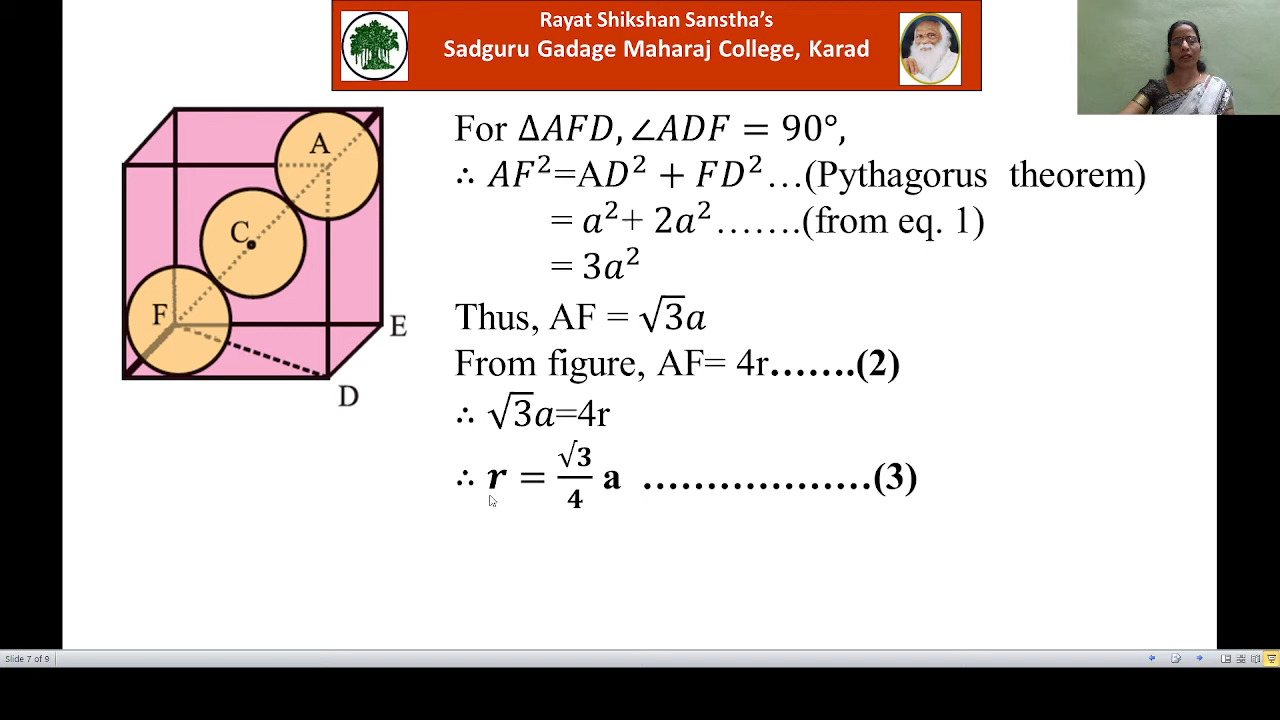 Rayat Shikshan Sanstha's
Sadguru Gadage Maharaj College, Karad
A
C
F
E
D
For ΔAFD, ∠ADF = 90°,
∴ AF²=AD² + FD²…(Pythagorus theorem)
= a²+ 2a²…….(from eq. 1)
= 3a²
Thus, AF = √3a
From figure, AF= 4r…….(2)
∴ √3a=4r
∴ r = √3/4 a ………………(3)
Slide 7 of 9